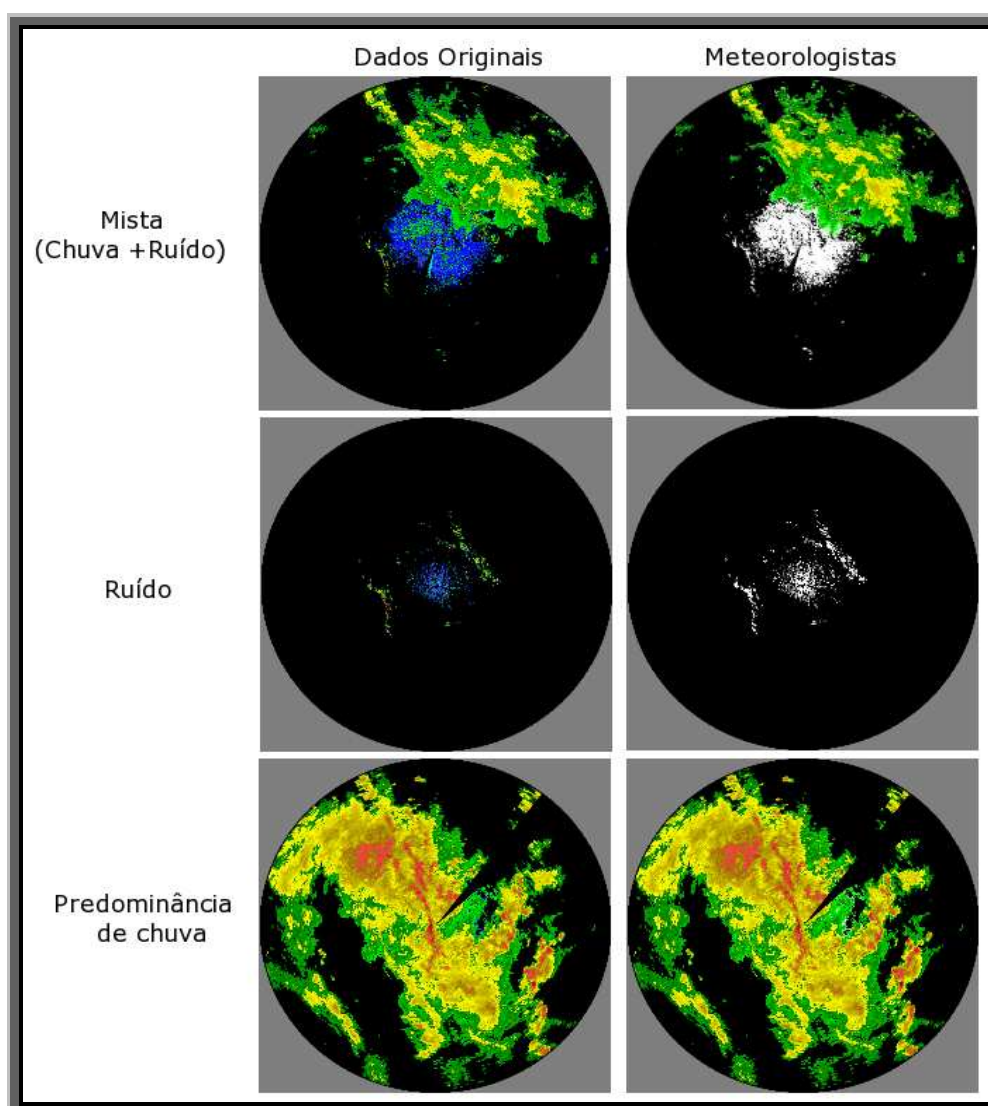 Dados Originais
Meteorologistas
Mista
(Chuva +Ruído)
Ruído
Predominância
de chuva